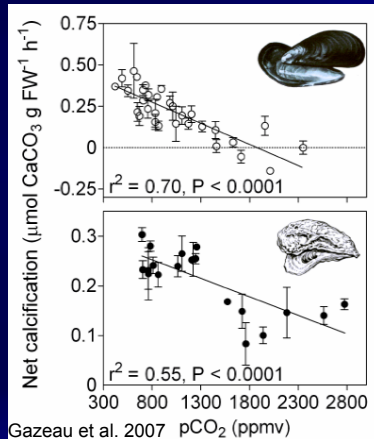 Net calcification (μmol CaCO₃ g FW⁻¹ h⁻¹)
0.75
0.50
0.25
0.00
-0.25
r² = 0.70, P < 0.0001
0.3
0.2
0.1
0
r² = 0.55, P < 0.0001
300 800 1300 1800 2300 2800
Gazeau et al. 2007 pCO₂ (ppmv)